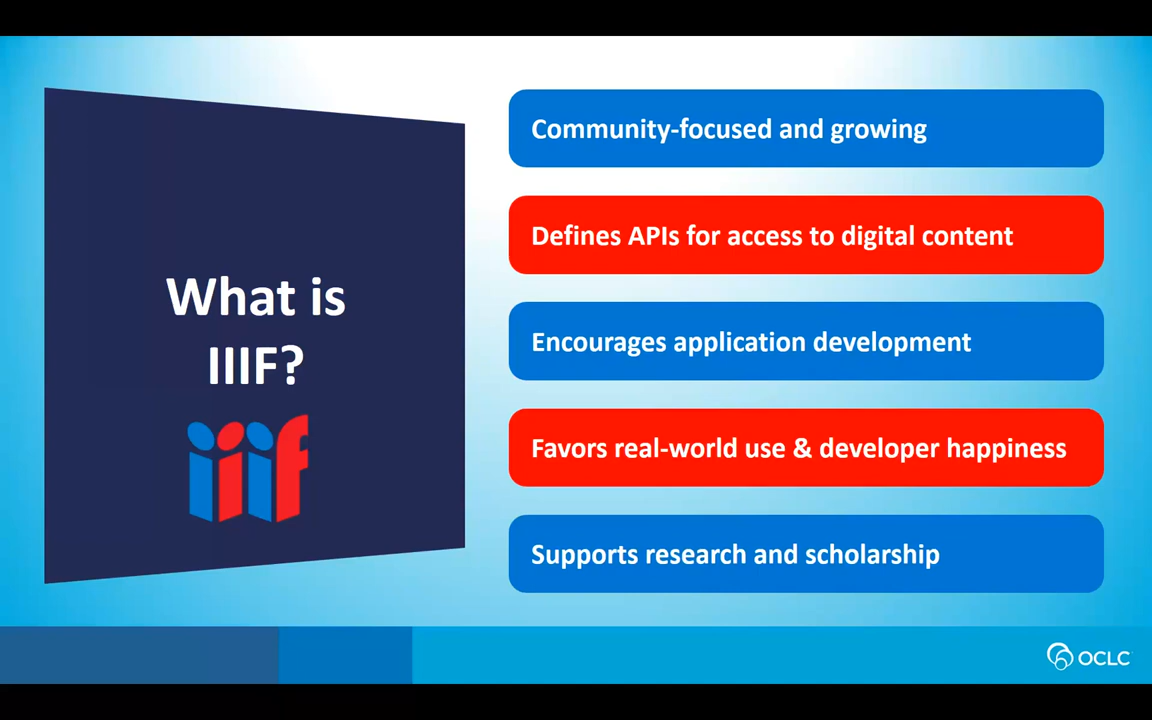 What is
IIIF?
iiif
Community-focused and growing
Defines APIs for access to digital content
Encourages application development
Favors real-world use & developer happiness
Supports research and scholarship
OCLC